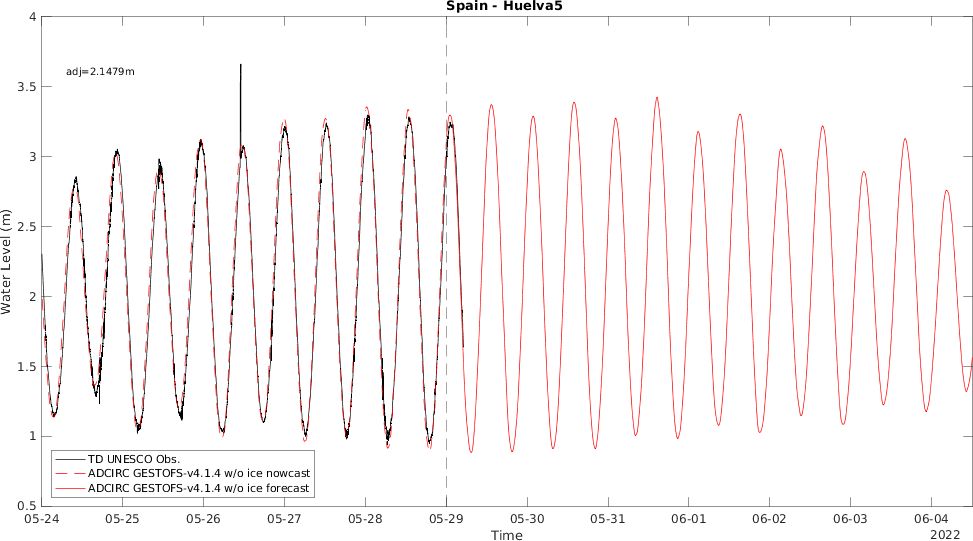 Spain - Huelva5
4
adj=2.1479m
3.5
3
2.5
Water Level (m)
2
1.5
1
TD UNESCO Obs.
ADCIRC GESTOFS-v4.1.4 w/o ice nowcast
ADCIRC GESTOFS-v4.1.4 w/o ice forecast
0.5
05-24 05-25 05-26 05-27 05-28 05-29 05-30 05-31 06-01 06-02 06-03 06-04
Time 2022